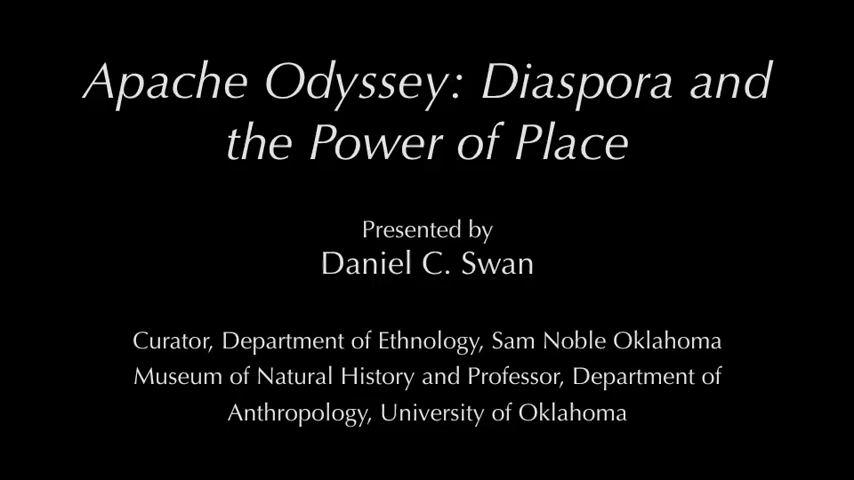 Apache Odyssey: Diaspora and
the Power of Place
Presented by
Daniel C. Swan
Curator, Department of Ethnology, Sam Noble Oklahoma
Museum of Natural History and Professor, Department of
Anthropology, University of Oklahoma